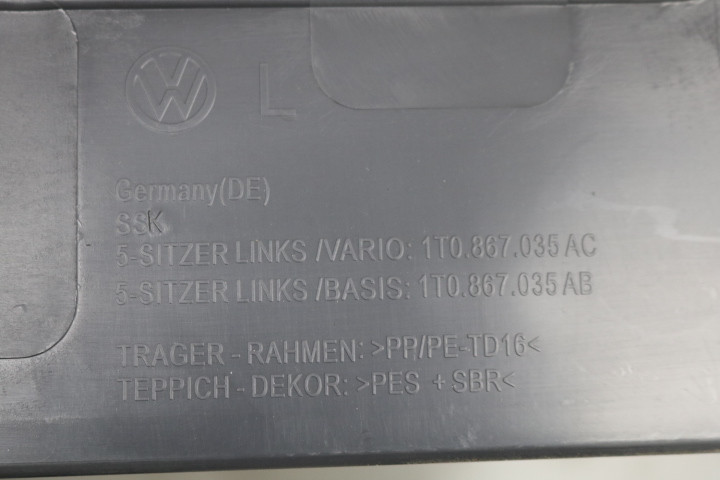 VW L
Germany(DE)
SSK
5-SITZER LINKS /VARIO: 1T0.867.035 AC
5-SITZER LINKS /BASIS: 1T0.867.035 AB
TRAGER - RAHMEN: >PP/PE-TD16<
TEPPICH - DEKOR: >PES + SBR<